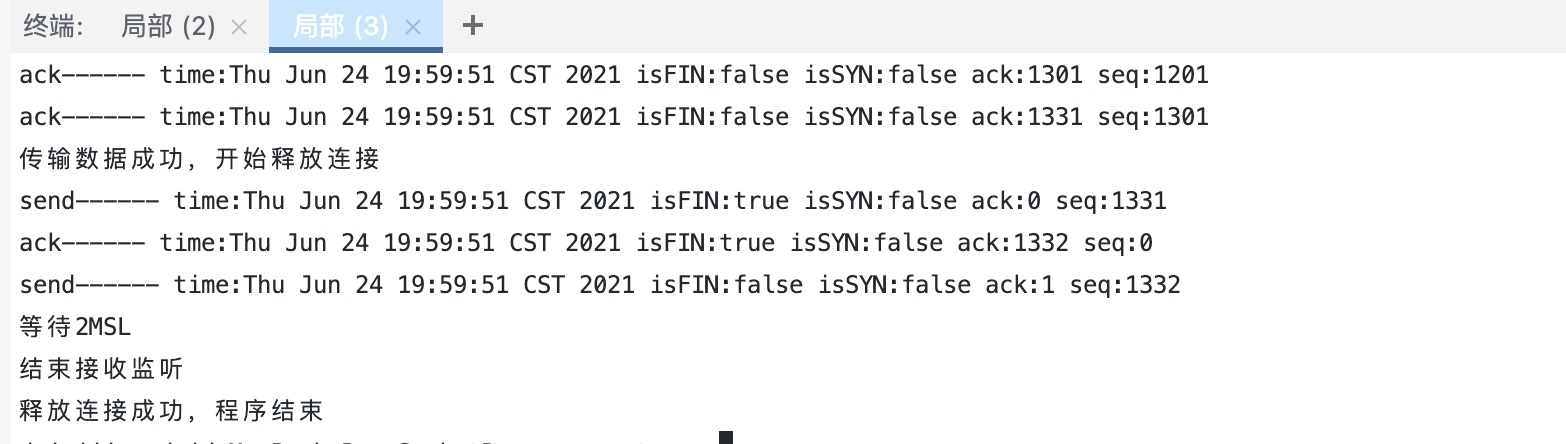 终端: 局部 (2) × 局部 (3) × +
ack------ time:Thu Jun 24 19:59:51 CST 2021 isFIN:false isSYN:false ack:1301 seq:1201
ack------ time:Thu Jun 24 19:59:51 CST 2021 isFIN:false isSYN:false ack:1331 seq:1301
传输数据成功，开始释放连接
send------ time:Thu Jun 24 19:59:51 CST 2021 isFIN:true isSYN:false ack:0 seq:1331
ack------ time:Thu Jun 24 19:59:51 CST 2021 isFIN:true isSYN:false ack:1332 seq:0
send------ time:Thu Jun 24 19:59:51 CST 2021 isFIN:false isSYN:false ack:1 seq:1332
等待2MSL
结束接收监听
释放连接成功，程序结束